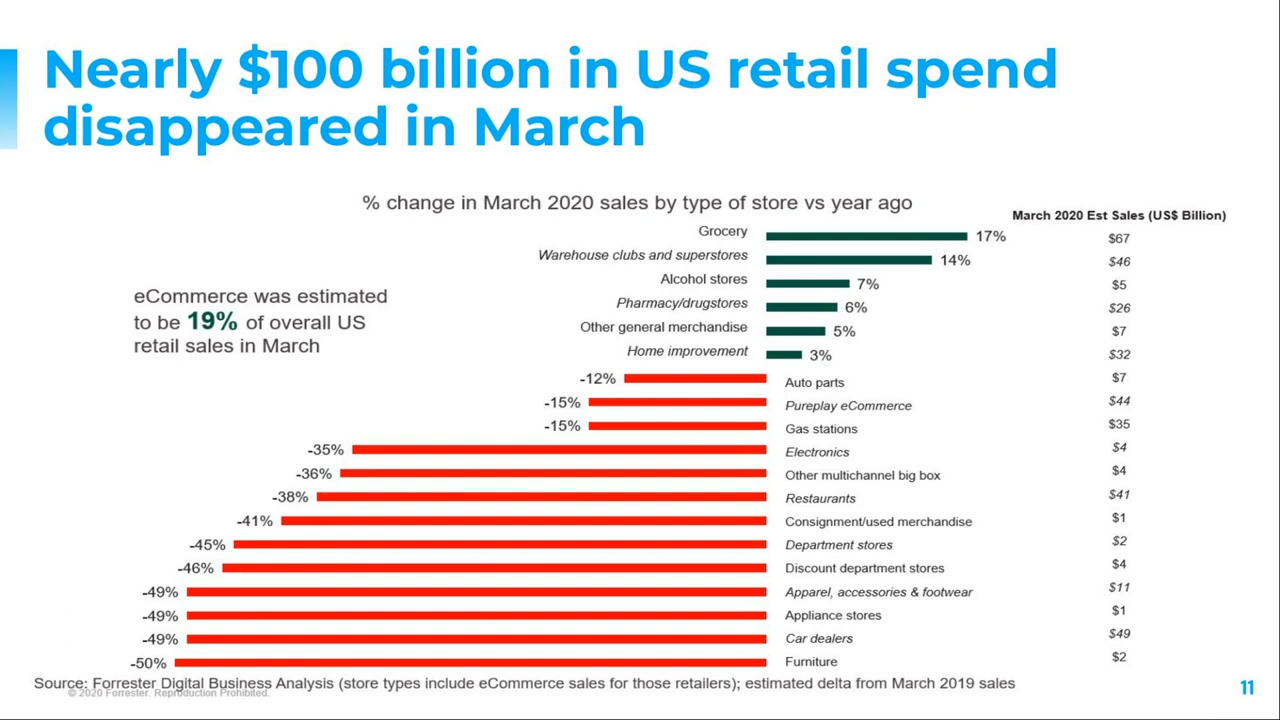 Nearly $100 billion in US retail spend
disappeared in March
% change in March 2020 sales by type of store vs year ago
March 2020 Est Sales (US$ Billion)
eCommerce was estimated
to be 19% of overall US
retail sales in March
Grocery 17% $67
Warehouse clubs and superstores 14% $46
Alcohol stores 7% $5
Pharmacy/drugstores 6% $26
Other general merchandise 5% $7
Home improvement 3% $32
-12% Auto parts $7
-15% Pureplay eCommerce $44
-15% Gas stations $35
-35% Electronics $4
-36% Other multichannel big box $4
-38% Restaurants $41
-41% Consignment/used merchandise $1
-45% Department stores $2
-46% Discount department stores $4
-49% Apparel, accessories & footwear $11
-49% Appliance stores $1
-49% Car dealers $49
-50% Furniture $2
Source: Forrester Digital Business Analysis (store types include eCommerce sales for those retailers); estimated delta from March 2019 sales
© 2020 Forrester. Reproduction Prohibited.
11